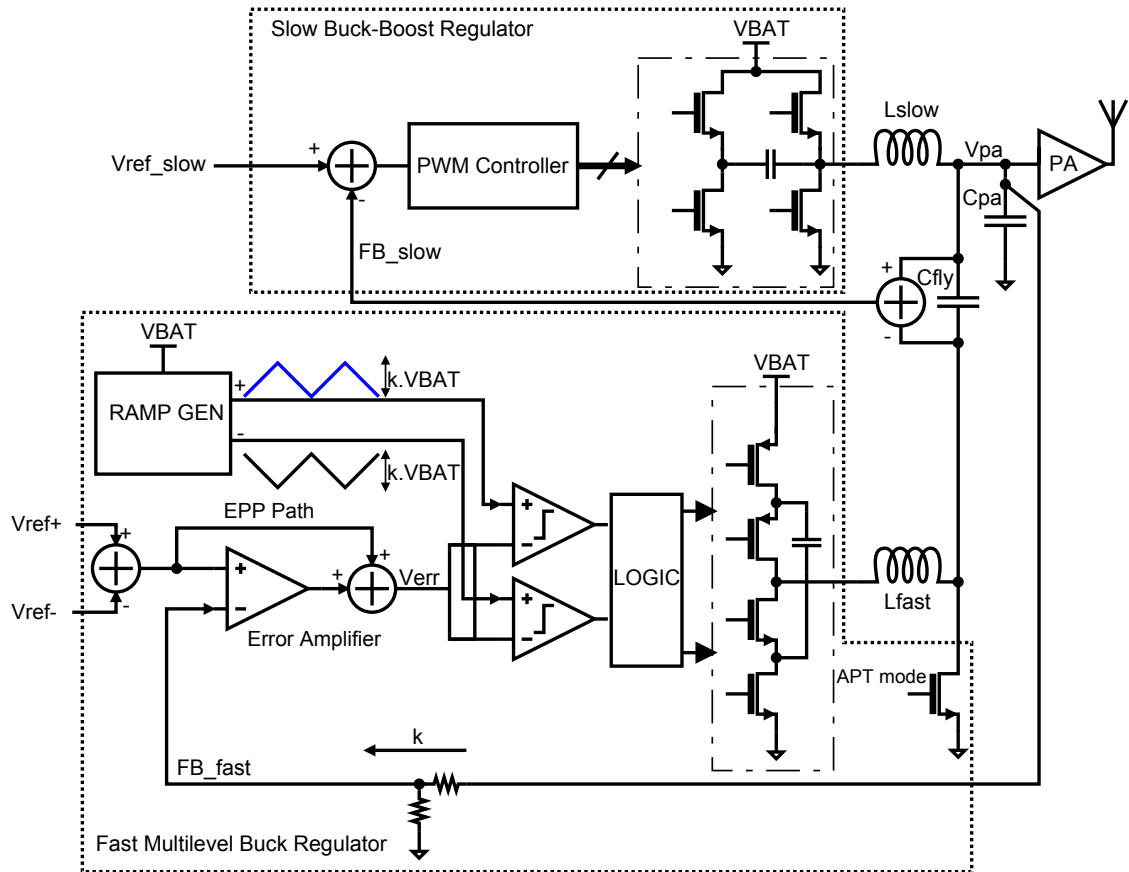 Slow Buck-Boost Regulator
VBAT
Lslow
Vref_slow
+
-
PWM Controller
Vpa
PA
Cpa
FB_slow
+
Cfly
-
VBAT
RAMP GEN
+
-
k.VBAT
k.VBAT
VBAT
EPP Path
Vref+
+
-
Vref-
+
-
Error Amplifier
+
+
Verr
+
-
+
-
LOGIC
Lfast
APT mode
k
FB_fast
Fast Multilevel Buck Regulator